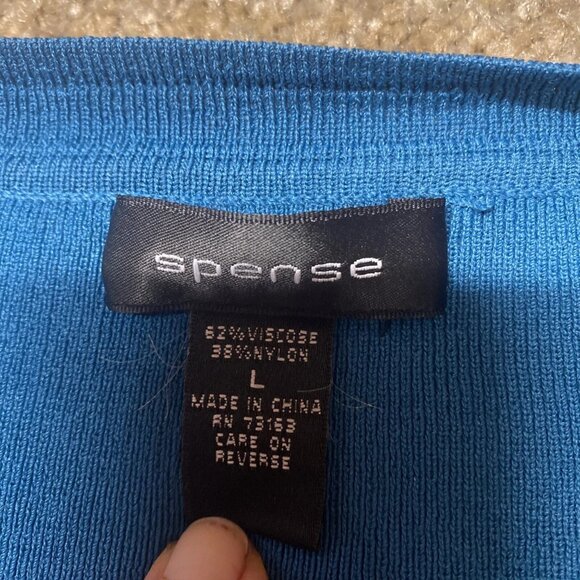 spense
62%VISCOSE
38%NYLON
L
MADE IN CHINA
RN 73163
CARE ON
REVERSE